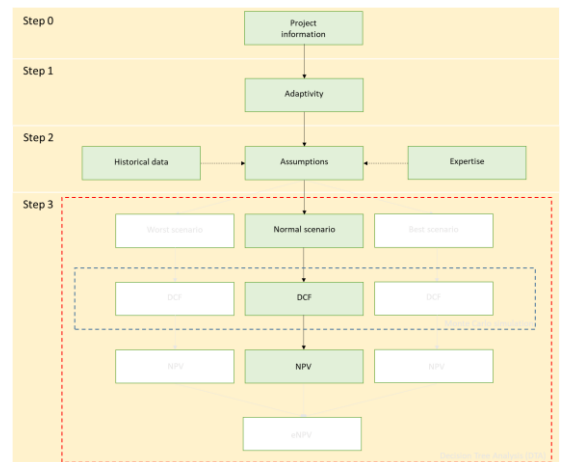 Step 0
Project
information
Step 1
Adaptivity
Step 2
Historical data
Assumptions
Expertise
Step 3
Worst scenario
Normal scenario
Best scenario
DCF
DCF
DCF
NPV
NPV
NPV
eNPV